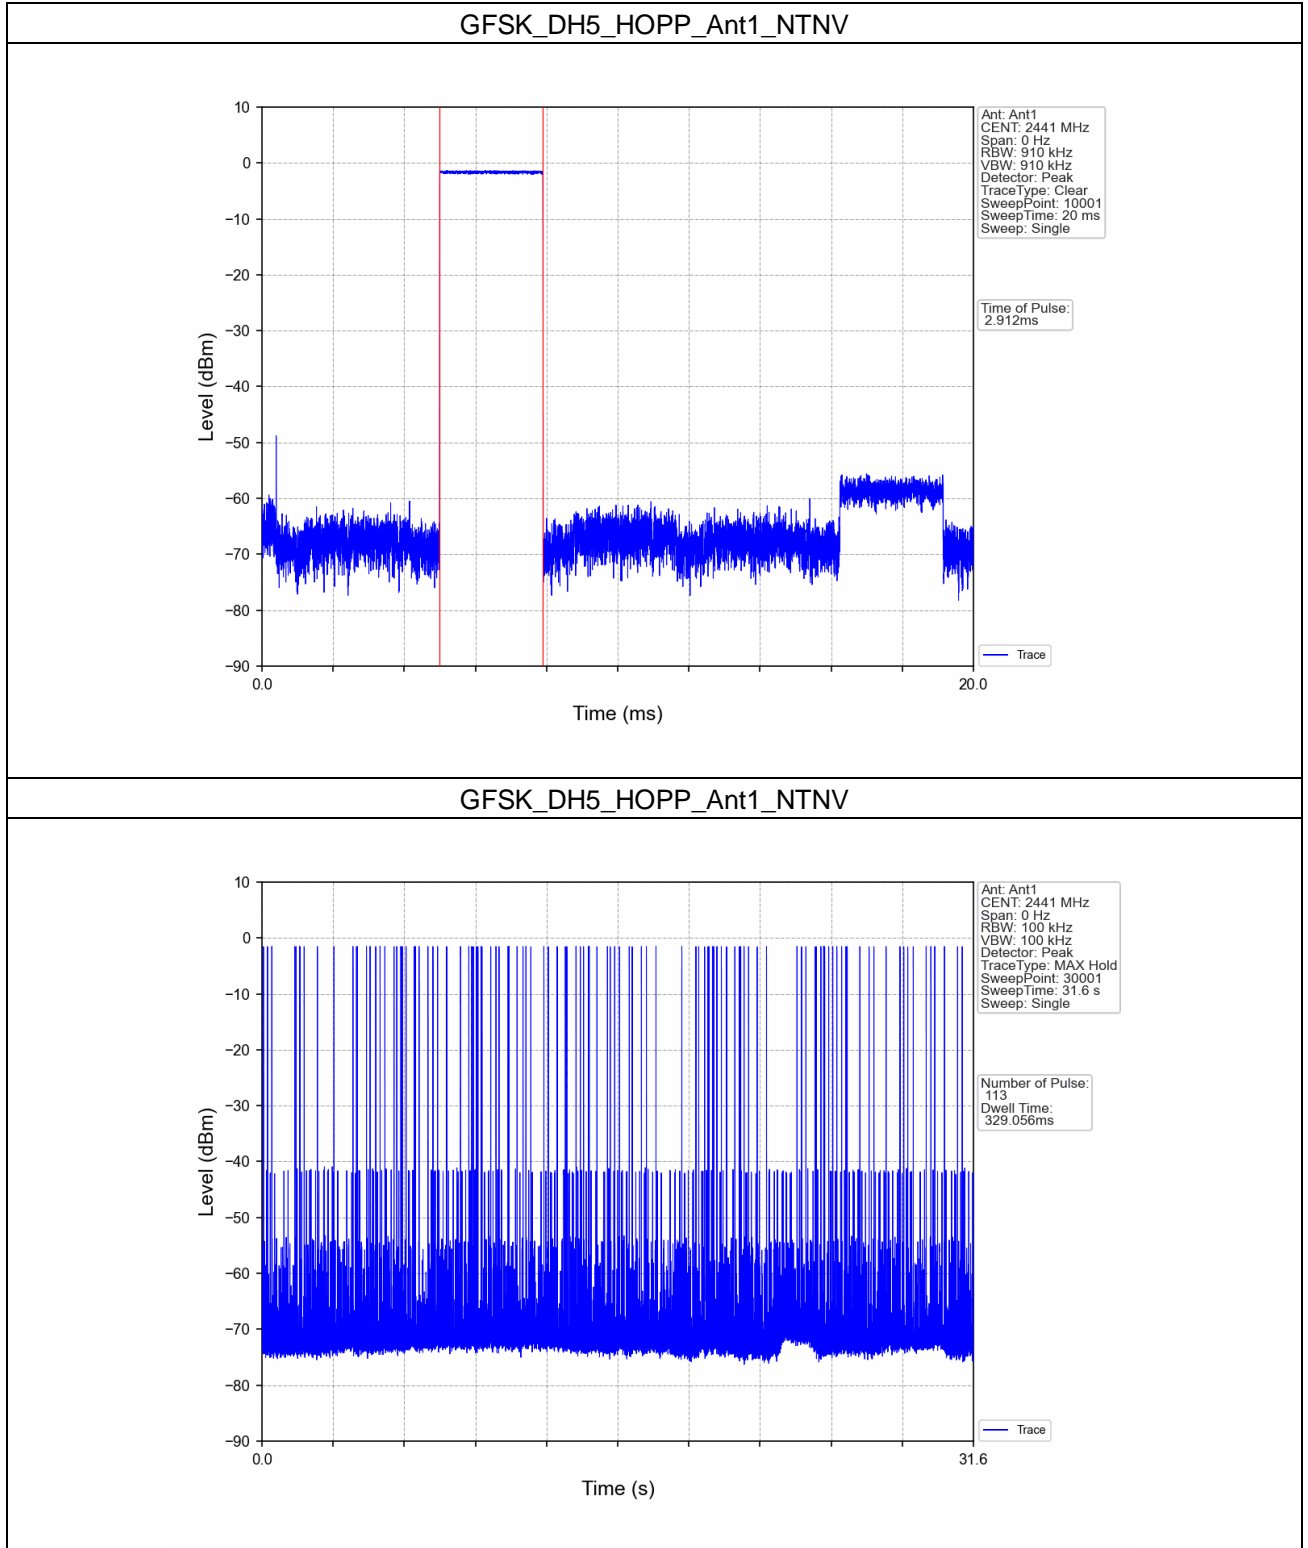 GFSK_DH5_HOPP_Ant1_NTNV
10
0
−10
−20
−30
−40
−50
−60
−70
−80
−90
Level (dBm)
0.0
20.0
Time (ms)
Ant: Ant1
CENT: 2441 MHz
Span: 0 Hz
RBW: 910 kHz
VBW: 910 kHz
Detector: Peak
TraceType: Clear
SweepPoint: 10001
SweepTime: 20 ms
Sweep: Single
Time of Pulse:
2.912ms
Trace
GFSK_DH5_HOPP_Ant1_NTNV
10
0
−10
−20
−30
−40
−50
−60
−70
−80
−90
Level (dBm)
0.0
31.6
Time (s)
Ant: Ant1
CENT: 2441 MHz
Span: 0 Hz
RBW: 100 kHz
VBW: 100 kHz
Detector: Peak
TraceType: MAX Hold
SweepPoint: 30001
SweepTime: 31.6 s
Sweep: Single
Number of Pulse:
113
Dwell Time:
329.056ms
Trace